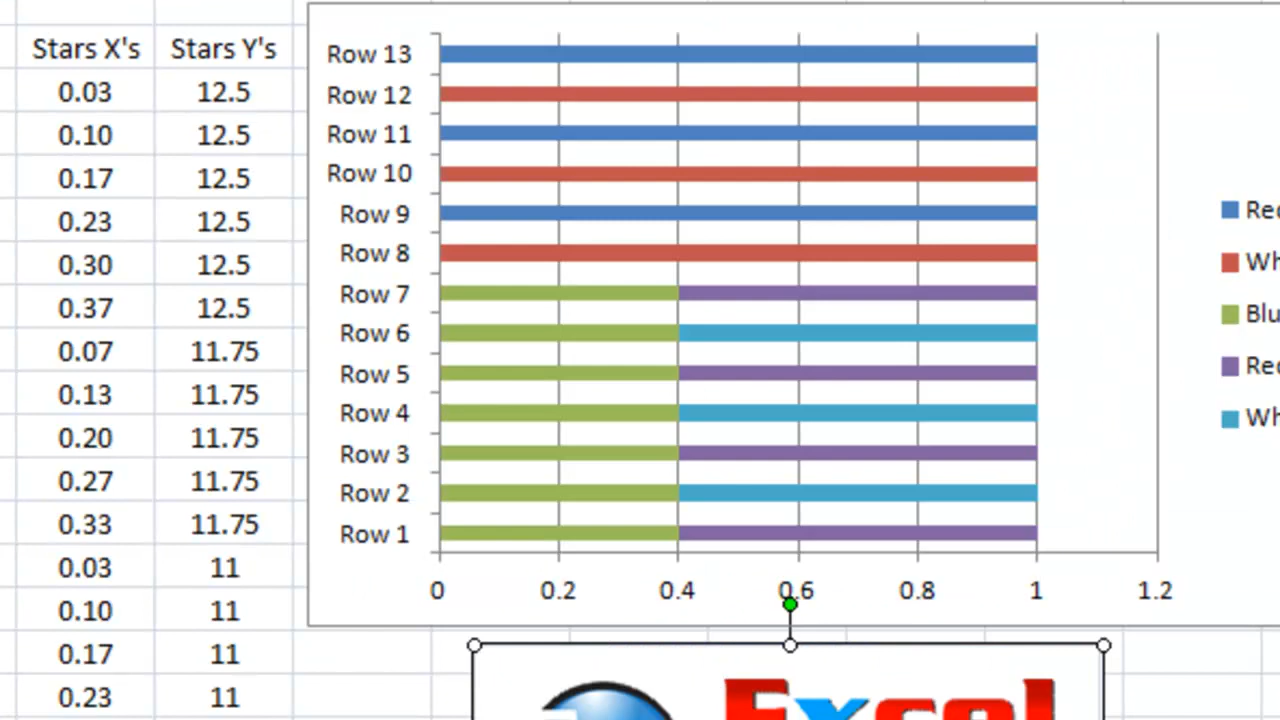 Stars X's Stars Y's
0.03 12.5
0.10 12.5
0.17 12.5
0.23 12.5
0.30 12.5
0.37 12.5
0.07 11.75
0.13 11.75
0.20 11.75
0.27 11.75
0.33 11.75
0.03 11
0.10 11
0.17 11
0.23 11
Row 13
Row 12
Row 11
Row 10
Row 9
Row 8
Row 7
Row 6
Row 5
Row 4
Row 3
Row 2
Row 1
0 0.2 0.4 0.6 0.8 1 1.2
Excel